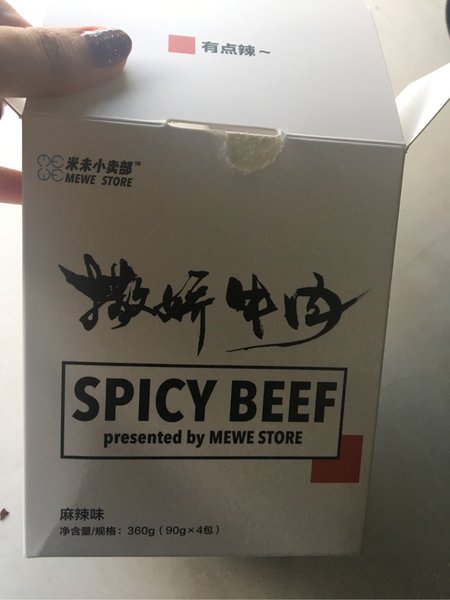 有点辣~
米未小卖部™
MEWE STORE
撒娇牛肉
SPICY BEEF
presented by MEWE STORE
麻辣味
净含量/规格：360g（90g×4包）